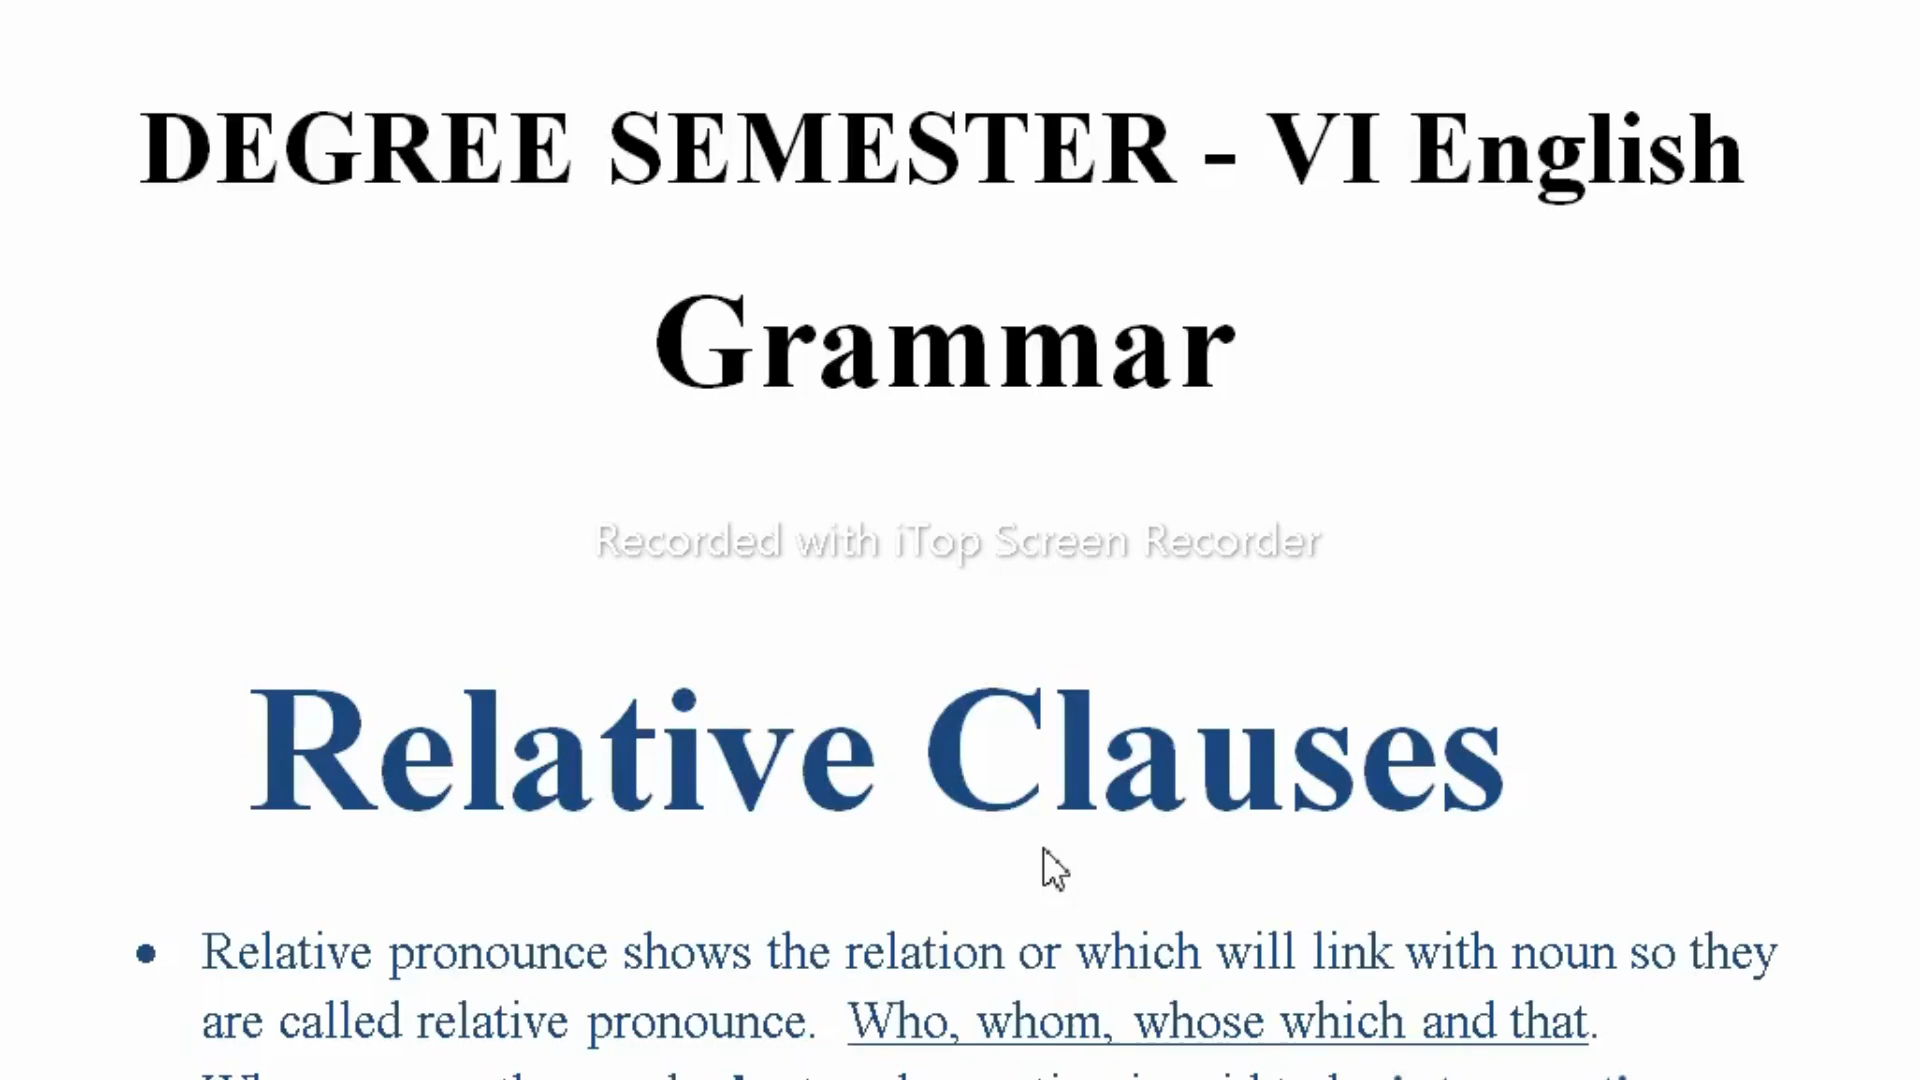 DEGREE SEMESTER - VI English
Grammar
Recorded with iTop Screen Recorder
Relative Clauses
• Relative pronounce shows the relation or which will link with noun so they
are called relative pronounce. Who, whom, whose which and that.